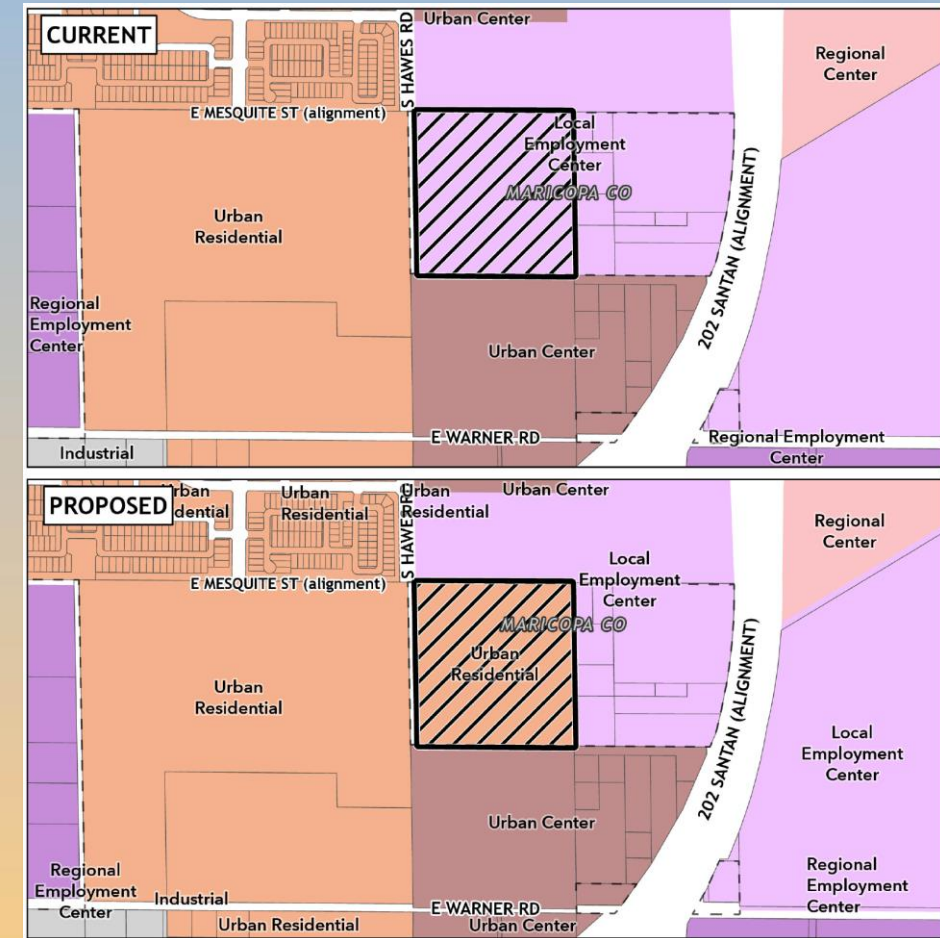 CURRENT
Urban Center
S HAWES RD
Regional
Center
E MESQUITE ST (alignment)
Local
Employment
Center
MARICOPA CO
Urban
Residential
202 SANTAN (ALIGNMENT)
Regional
Employment
Center
Urban Center
E WARNER RD
Regional Employment
Center
Industrial
PROPOSED
Urban
Residential
Urban
Residential
Urban Center
S HAWES RD
Regional
Center
E MESQUITE ST (alignment)
Local
Employment
Center
MARICOPA CO
Urban
Residential
Urban
Residential
202 SANTAN (ALIGNMENT)
Local
Employment
Center
Urban Center
Regional
Employment
Center
Regional
Employment
Center
Industrial
E WARNER RD
Urban Residential
Urban Center